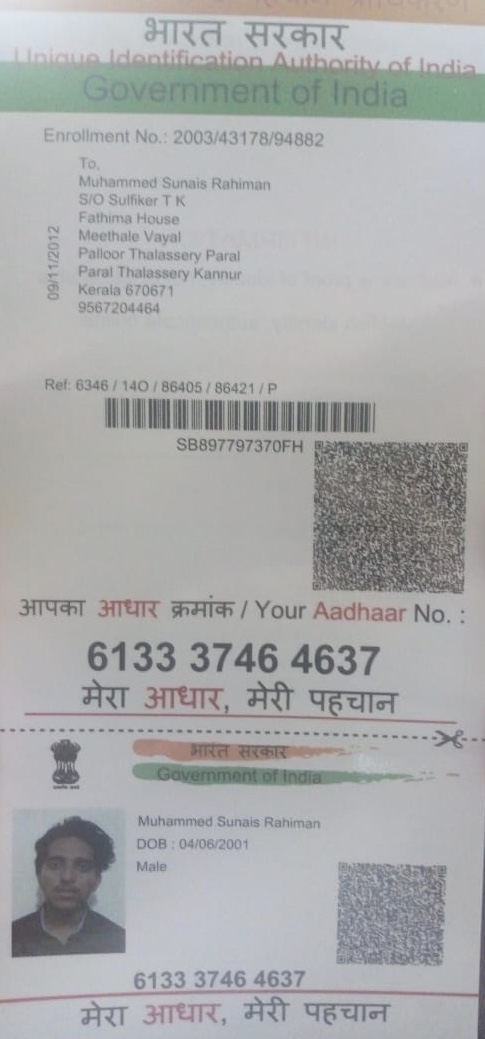 भारत सरकार
Unique Identification Authority of India
Government of India
Enrollment No.: 2003/43178/94882
To,
Muhammed Sunais Rahiman
S/O Sulfiker T K
Fathima House
Meethale Vayal
Palloor Thalassery Paral
Paral Thalassery Kannur
Kerala 670671
9567204464
09/11/2012
Ref: 6346 / 14O / 86405 / 86421 / P
SB897797370FH
आपका आधार क्रमांक / Your Aadhaar No. :
6133 3746 4637
मेरा आधार, मेरी पहचान
भारत सरकार
Government of India
Muhammed Sunais Rahiman
DOB : 04/06/2001
Male
6133 3746 4637
मेरा आधार, मेरी पहचान